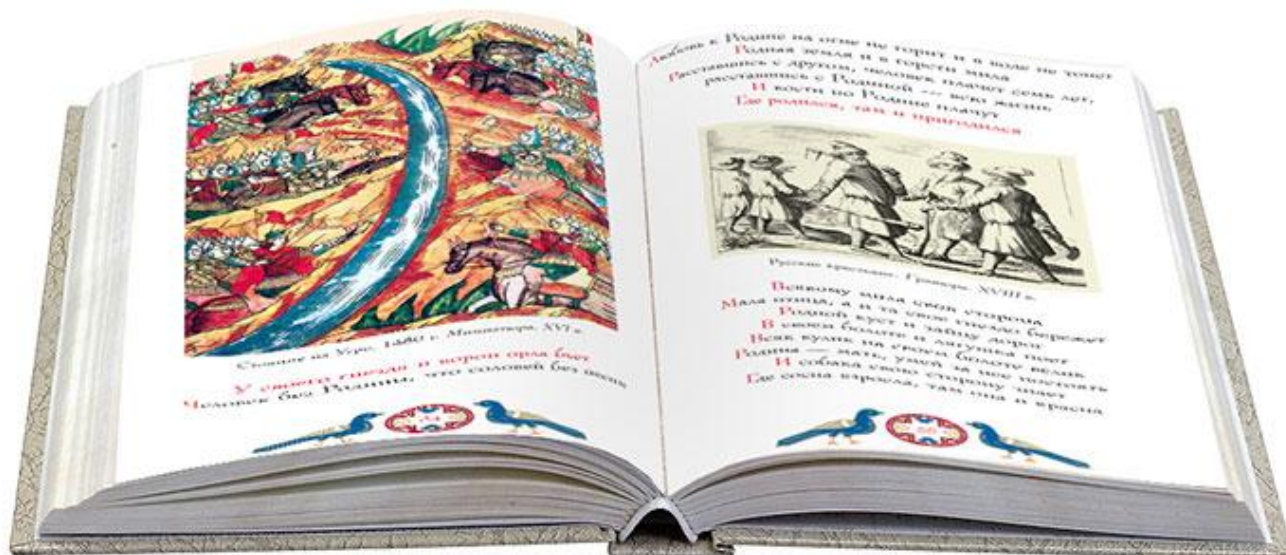 Стояние на Угре. 1480 г. Миниатюра. XVI в.
У своего гнезда и ворон орла бьет
Человек без Родины, что соловей без песни
Любовь к Родине на огне не горит и в воде не тонет
Родная земля и в горсти мила
Расставшись с другом, человек плачет семь лет,
расставшись с Родиной — всю жизнь
И кости по Родине плачут
Где родился, там и пригодился
Русские крестьяне. Гравюра. XVIII в.
Всякому мила своя сторона
Мала птица, а и та свое гнездо бережет
Родной куст и зайцу дорог
В своем болоте и лягушка поет
Всяк кулик на своем болоте велик
Родина — мать, умей за нее постоять
И собака свою сторону знает
Где сосна взросла, там она и красна